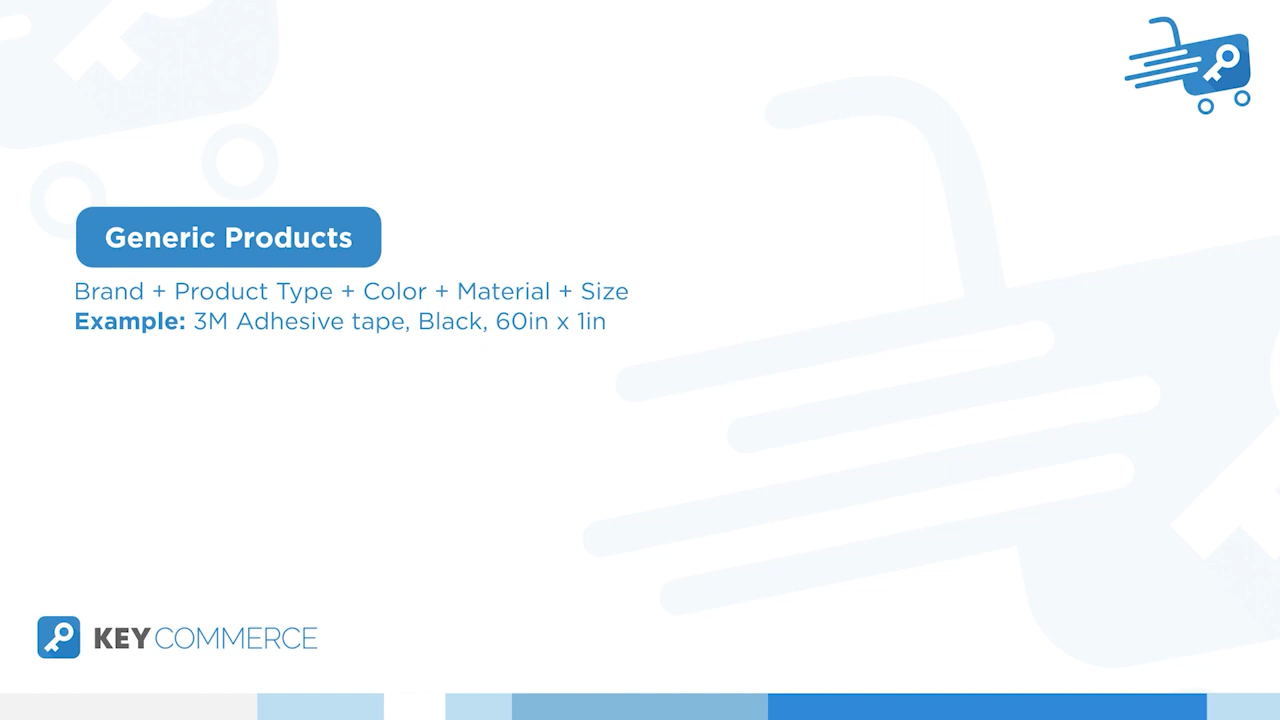 Generic Products
Brand + Product Type + Color + Material + Size
Example: 3M Adhesive tape, Black, 60in x 1in
KEY COMMERCE